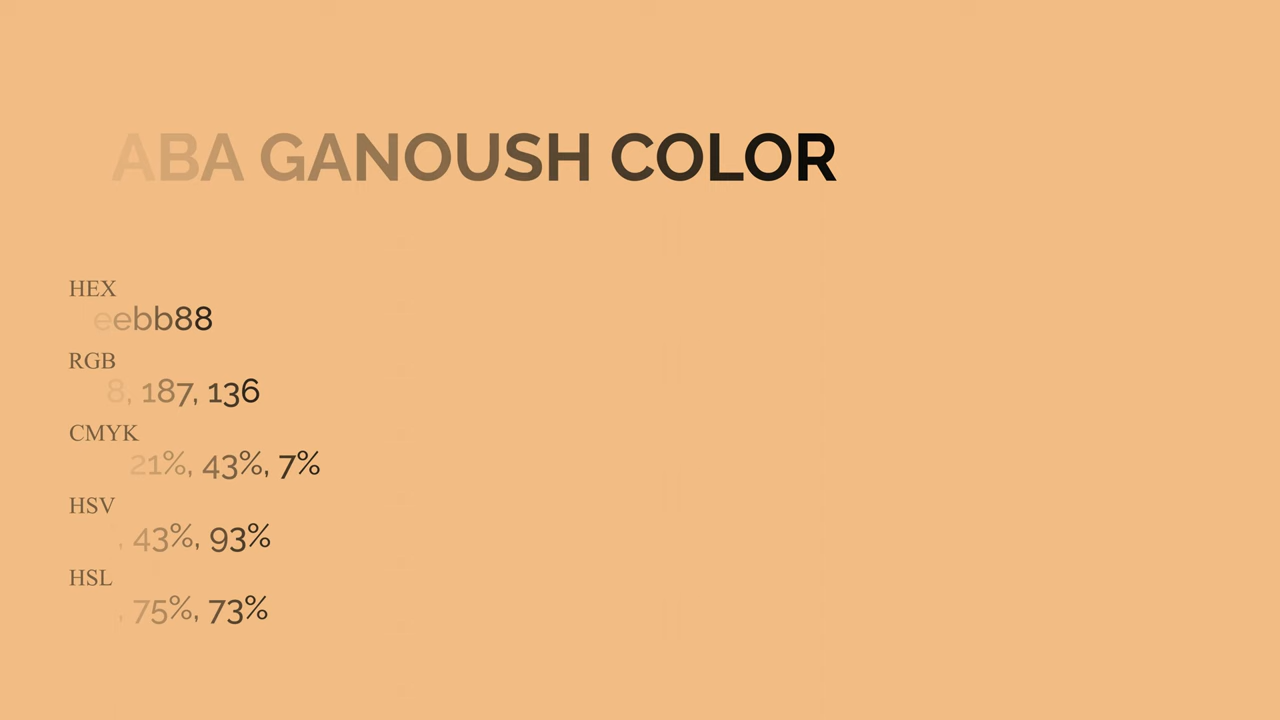 ABA GANOUSH COLOR
HEX
eebb88
RGB
8, 187, 136
CMYK
21%, 43%, 7%
HSV
, 43%, 93%
HSL
, 75%, 73%